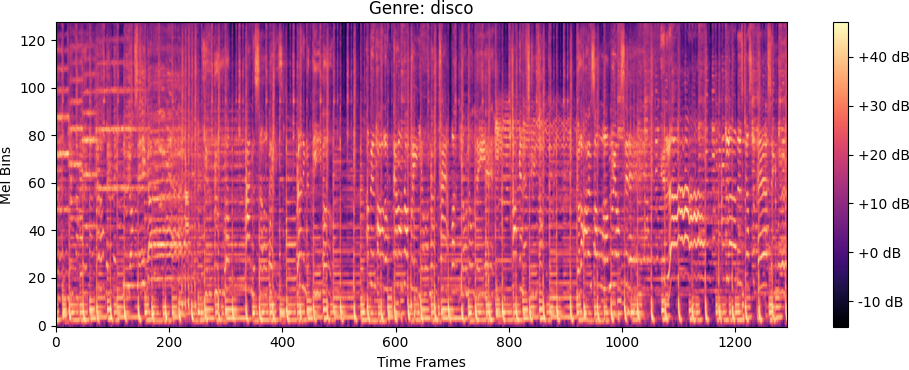 Genre: disco
120
100
80
60
40
20
0
Mel Bins
0
200
400
600
800
1000
1200
Time Frames
+40 dB
+30 dB
+20 dB
+10 dB
+0 dB
-10 dB